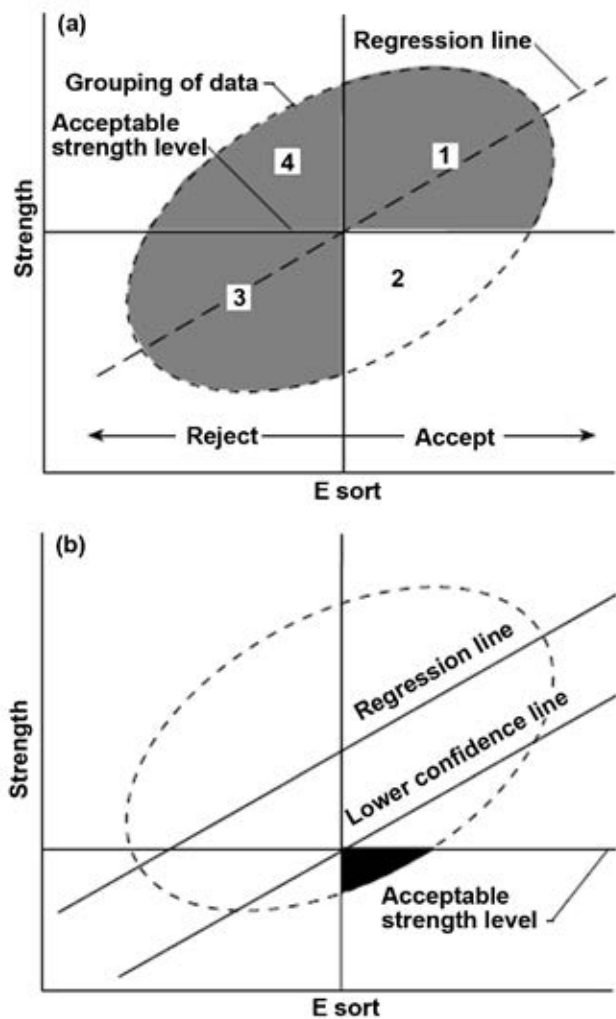 (a)
Regression
line
Grouping of data
Acceptable
strength level
4
1
3
2
Strength
Reject
Accept
E sort
(b)
Regression line
Lower confidence line
Strength
Acceptable
strength level
E sort